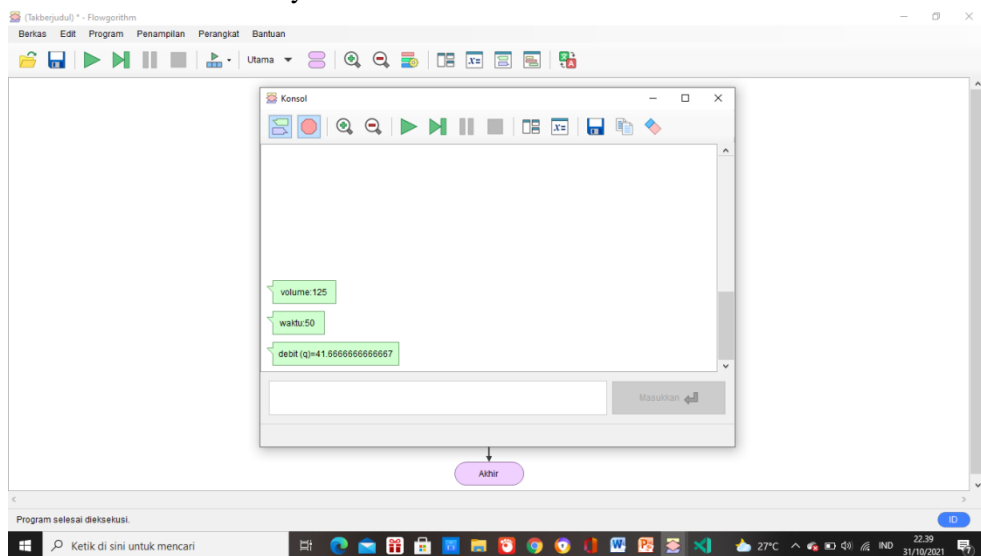 (Takberjudul) * - Flowgorithm
Berkas Edit Program Penampilan Perangkat Bantuan
Utama
Konsol
volume:125
waktu:50
debit (q)=41.6666666666667
Masukkan
Akhir
Program selesai dieksekusi.
ID
Ketik di sini untuk mencari
27°C
IND
22.39
31/10/2021